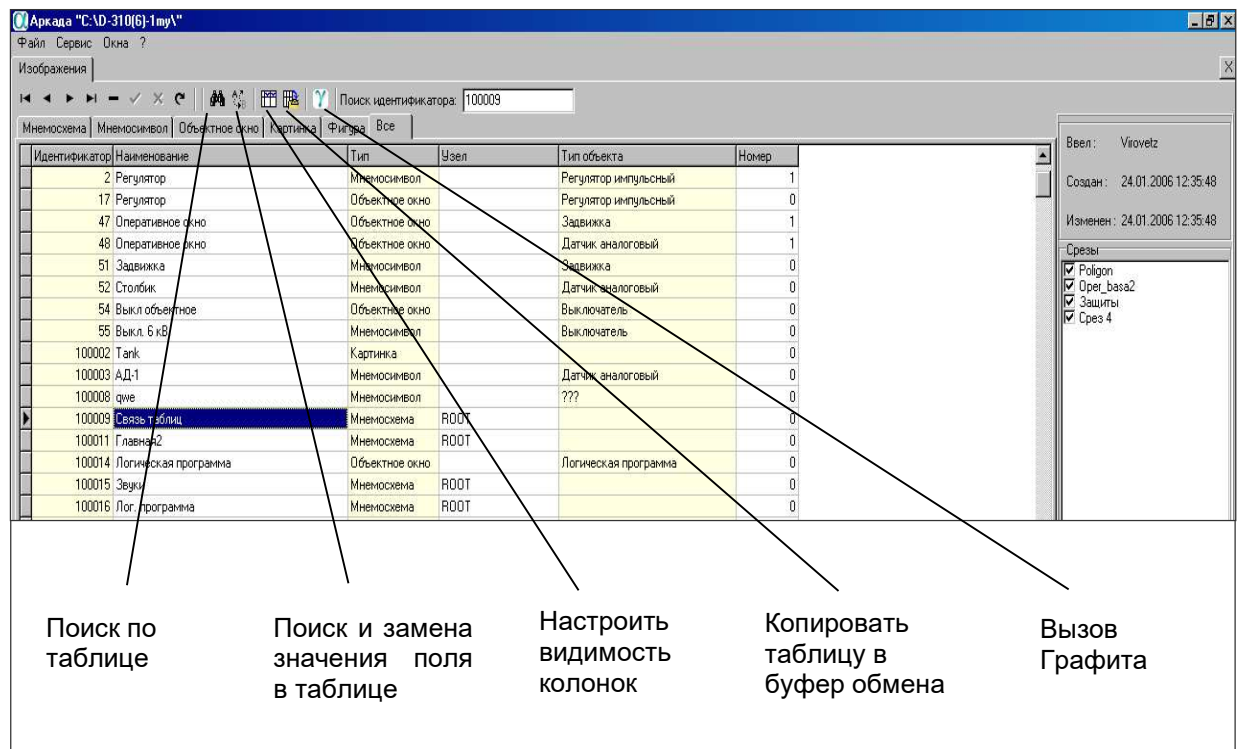 Аркада "C:\D-310(6)-1my\"
Файл Сервис Окна ?
Изображения
Поиск идентификатора: 100009
Мнемосхема Мнемосимвол Объектное окно Картинка Фигура Все
Идентификатор Наименование Тип Узел Тип объекта Номер
2 Регулятор Мнемосимвол Регулятор импульсный 1
17 Регулятор Объектное окно Регулятор импульсный 0
47 Оперативное окно Объектное окно Задвижка 1
48 Оперативное окно Объектное окно Датчик аналоговый 1
51 Задвижка Мнемосимвол Задвижка 0
52 Столбик Мнемосимвол Датчик аналоговый 0
54 Выкл объектное Объектное окно Выключатель 0
55 Выкл. 6 кВ Мнемосимвол Выключатель 0
100002 Tank Картинка 0
100003 АД-1 Мнемосимвол Датчик аналоговый 0
100008 qwe Мнемосимвол ??? 0
100009 Связь таблиц Мнемосхема ROOT 0
100011 Главная2 Мнемосхема ROOT 0
100014 Логическая программа Объектное окно Логическая программа 0
100015 Звуки Мнемосхема ROOT 0
100016 Лог. программа Мнемосхема ROOT 0
Ввел: Virovetz
Создан: 24.01.2006 12:35:48
Изменен: 24.01.2006 12:35:48
Срезы
Poligon
Oper_basa2
Защиты
Срез 4
Поиск по
таблице
Поиск и замена
значения поля
в таблице
Настроить
видимость
колонок
Копировать
таблицу в
буфер обмена
Вызов
Графита